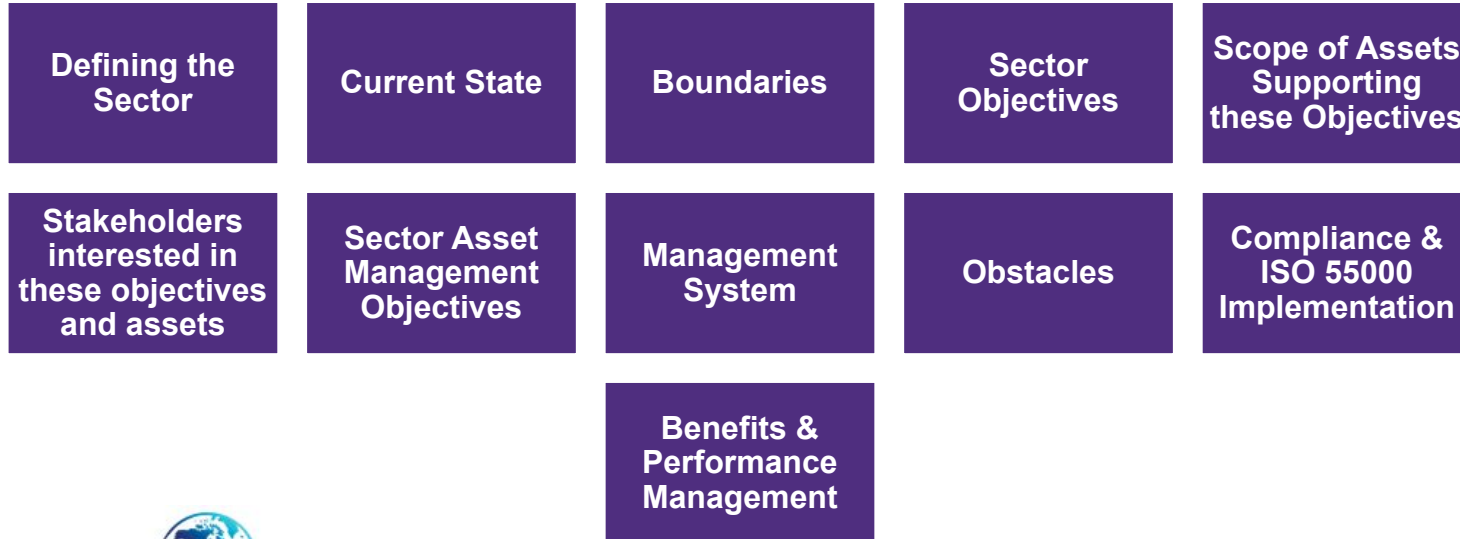 Defining the
Sector
Current State
Boundaries
Sector
Objectives
Scope of Assets
Supporting
these Objectives
Stakeholders
interested in
these objectives
and assets
Sector Asset
Management
Objectives
Management
System
Obstacles
Compliance &
ISO 55000
Implementation
Benefits &
Performance
Management